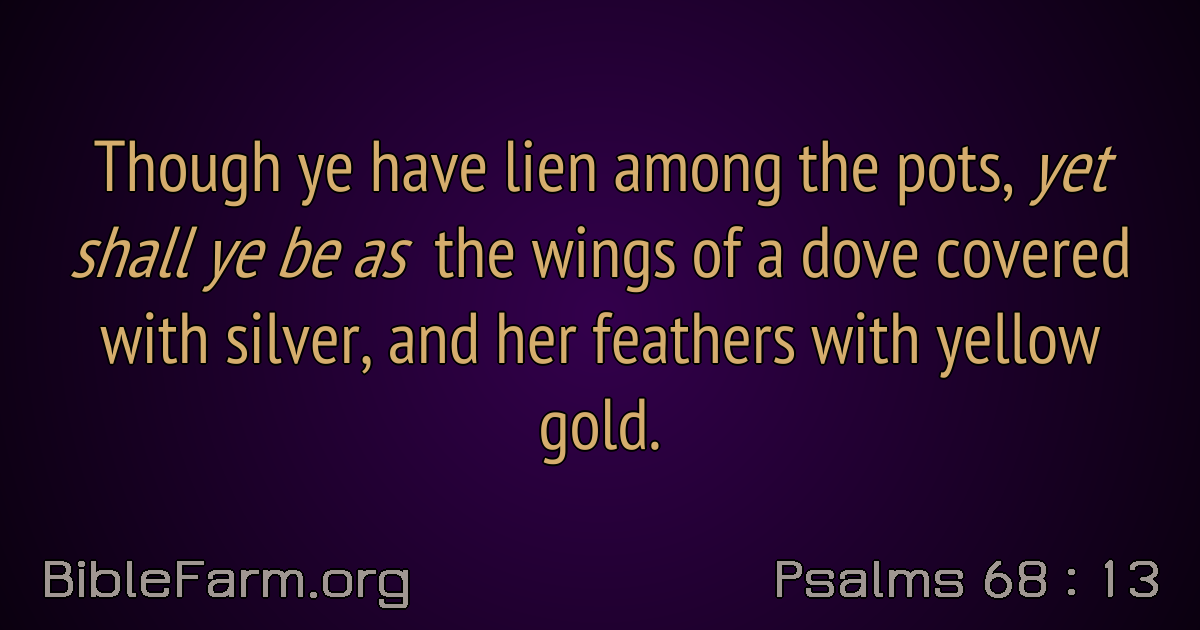 Though ye have lien among the pots, yet
shall ye be as the wings of a dove covered
with silver, and her feathers with yellow
gold.
BibleFarm.org
Psalms 68 : 13